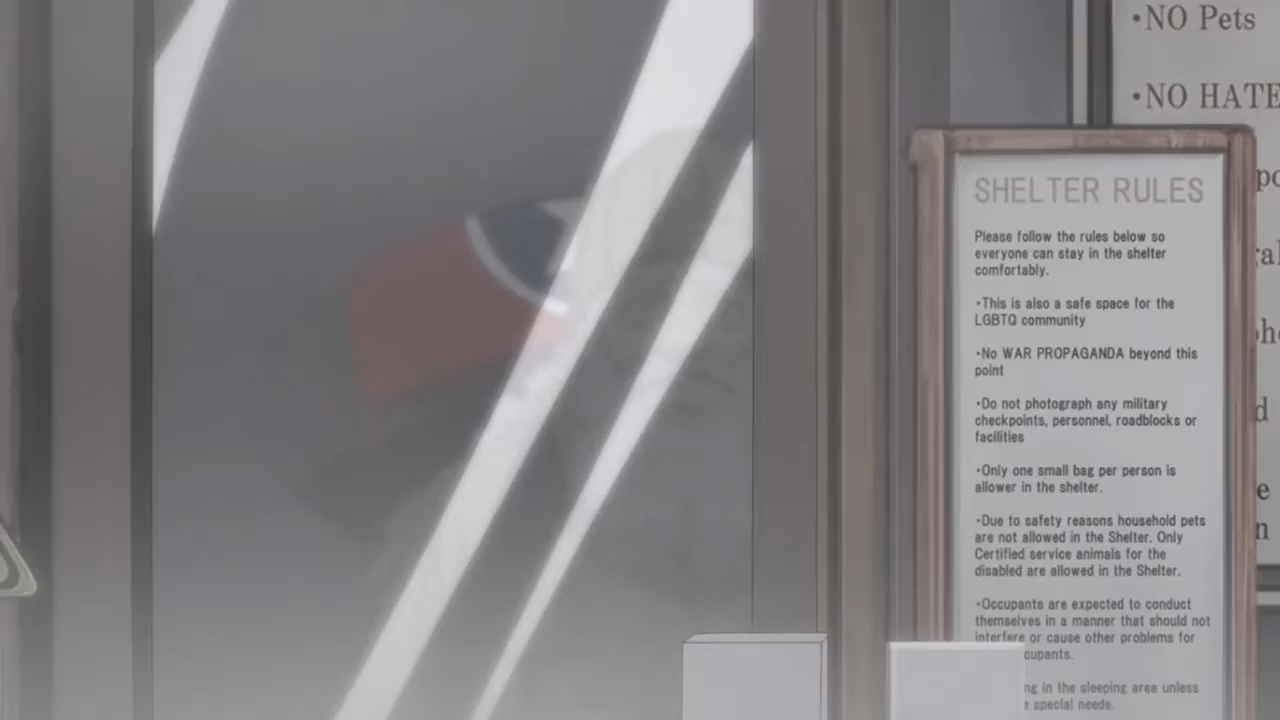 •NO Pets
•NO HATE
SHELTER RULES
Please follow the rules below so
everyone can stay in the shelter
comfortably.
•This is also a safe space for the
LGBTQ community
•No WAR PROPAGANDA beyond this
point
•Do not photograph any military
checkpoints, personnel, roadblocks or
facilities
•Only one small bag per person is
allower in the shelter.
•Due to safety reasons household pets
are not allowed in the Shelter. Only
Certified service animals for the
disabled are allowed in the Shelter.
•Occupants are expected to conduct
themselves in a manner that should not
interfere or cause other problems for
in the sleeping area unless
special needs.